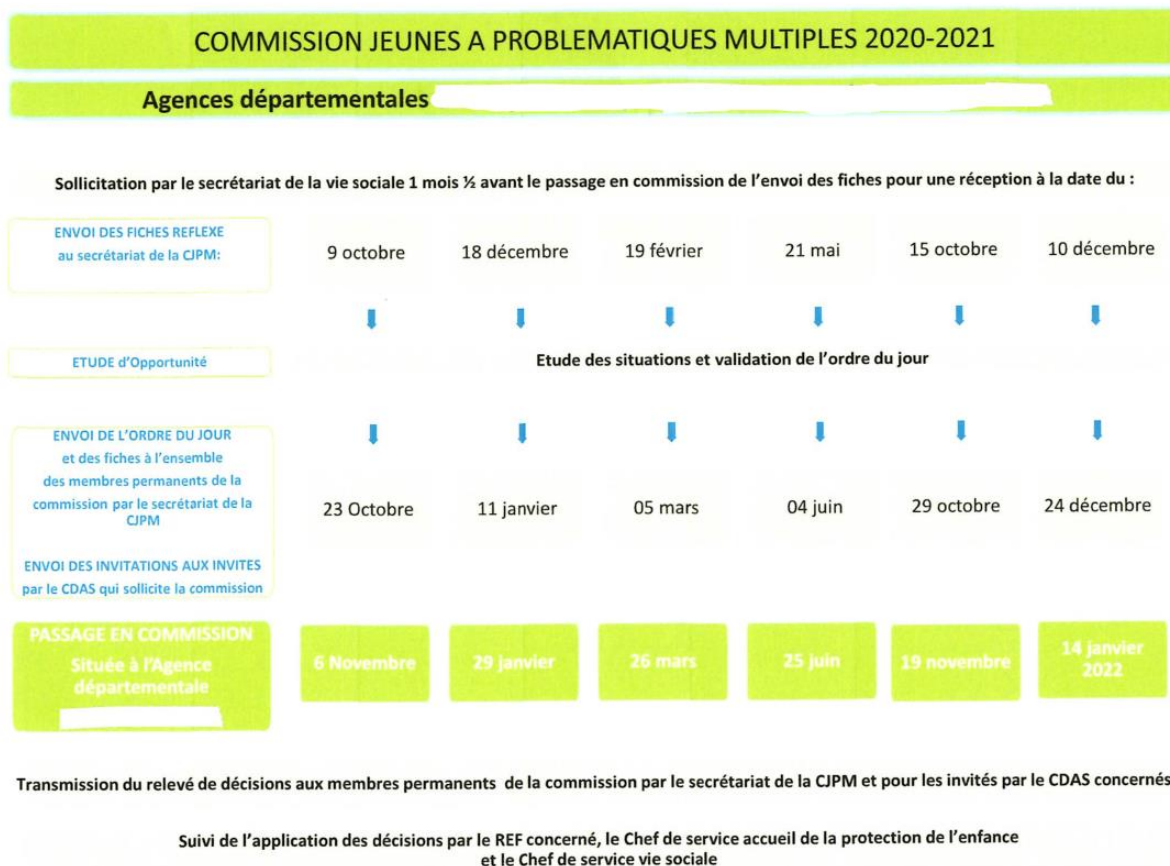 COMMISSION JEUNES A PROBLEMATIQUES MULTIPLES 2020-2021
Agences départementales
Sollicitation par le secrétariat de la vie sociale 1 mois ½ avant le passage en commission de l’envoi des fiches pour une réception à la date du :
ENVOI DES FICHES REFLEXE
au secrétariat de la CJPM:
9 octobre 18 décembre 19 février 21 mai 15 octobre 10 décembre
ETUDE d’Opportunité
Etude des situations et validation de l’ordre du jour
ENVOI DE L’ORDRE DU JOUR
et des fiches à l’ensemble
des membres permanents de la
commission par le secrétariat de la
CJPM
23 Octobre 11 janvier 05 mars 04 juin 29 octobre 24 décembre
ENVOI DES INVITATIONS AUX INVITES
par le CDAS qui sollicite la commission
PASSAGE EN COMMISSION
Située à l’Agence
départementale
6 Novembre 29 janvier 26 mars 25 juin 19 novembre 14 janvier
2022
Transmission du relevé de décisions aux membres permanents de la commission par le secrétariat de la CJPM et pour les invités par le CDAS concernés
Suivi de l’application des décisions par le REF concerné, le Chef de service accueil de la protection de l’enfance
et le Chef de service vie sociale